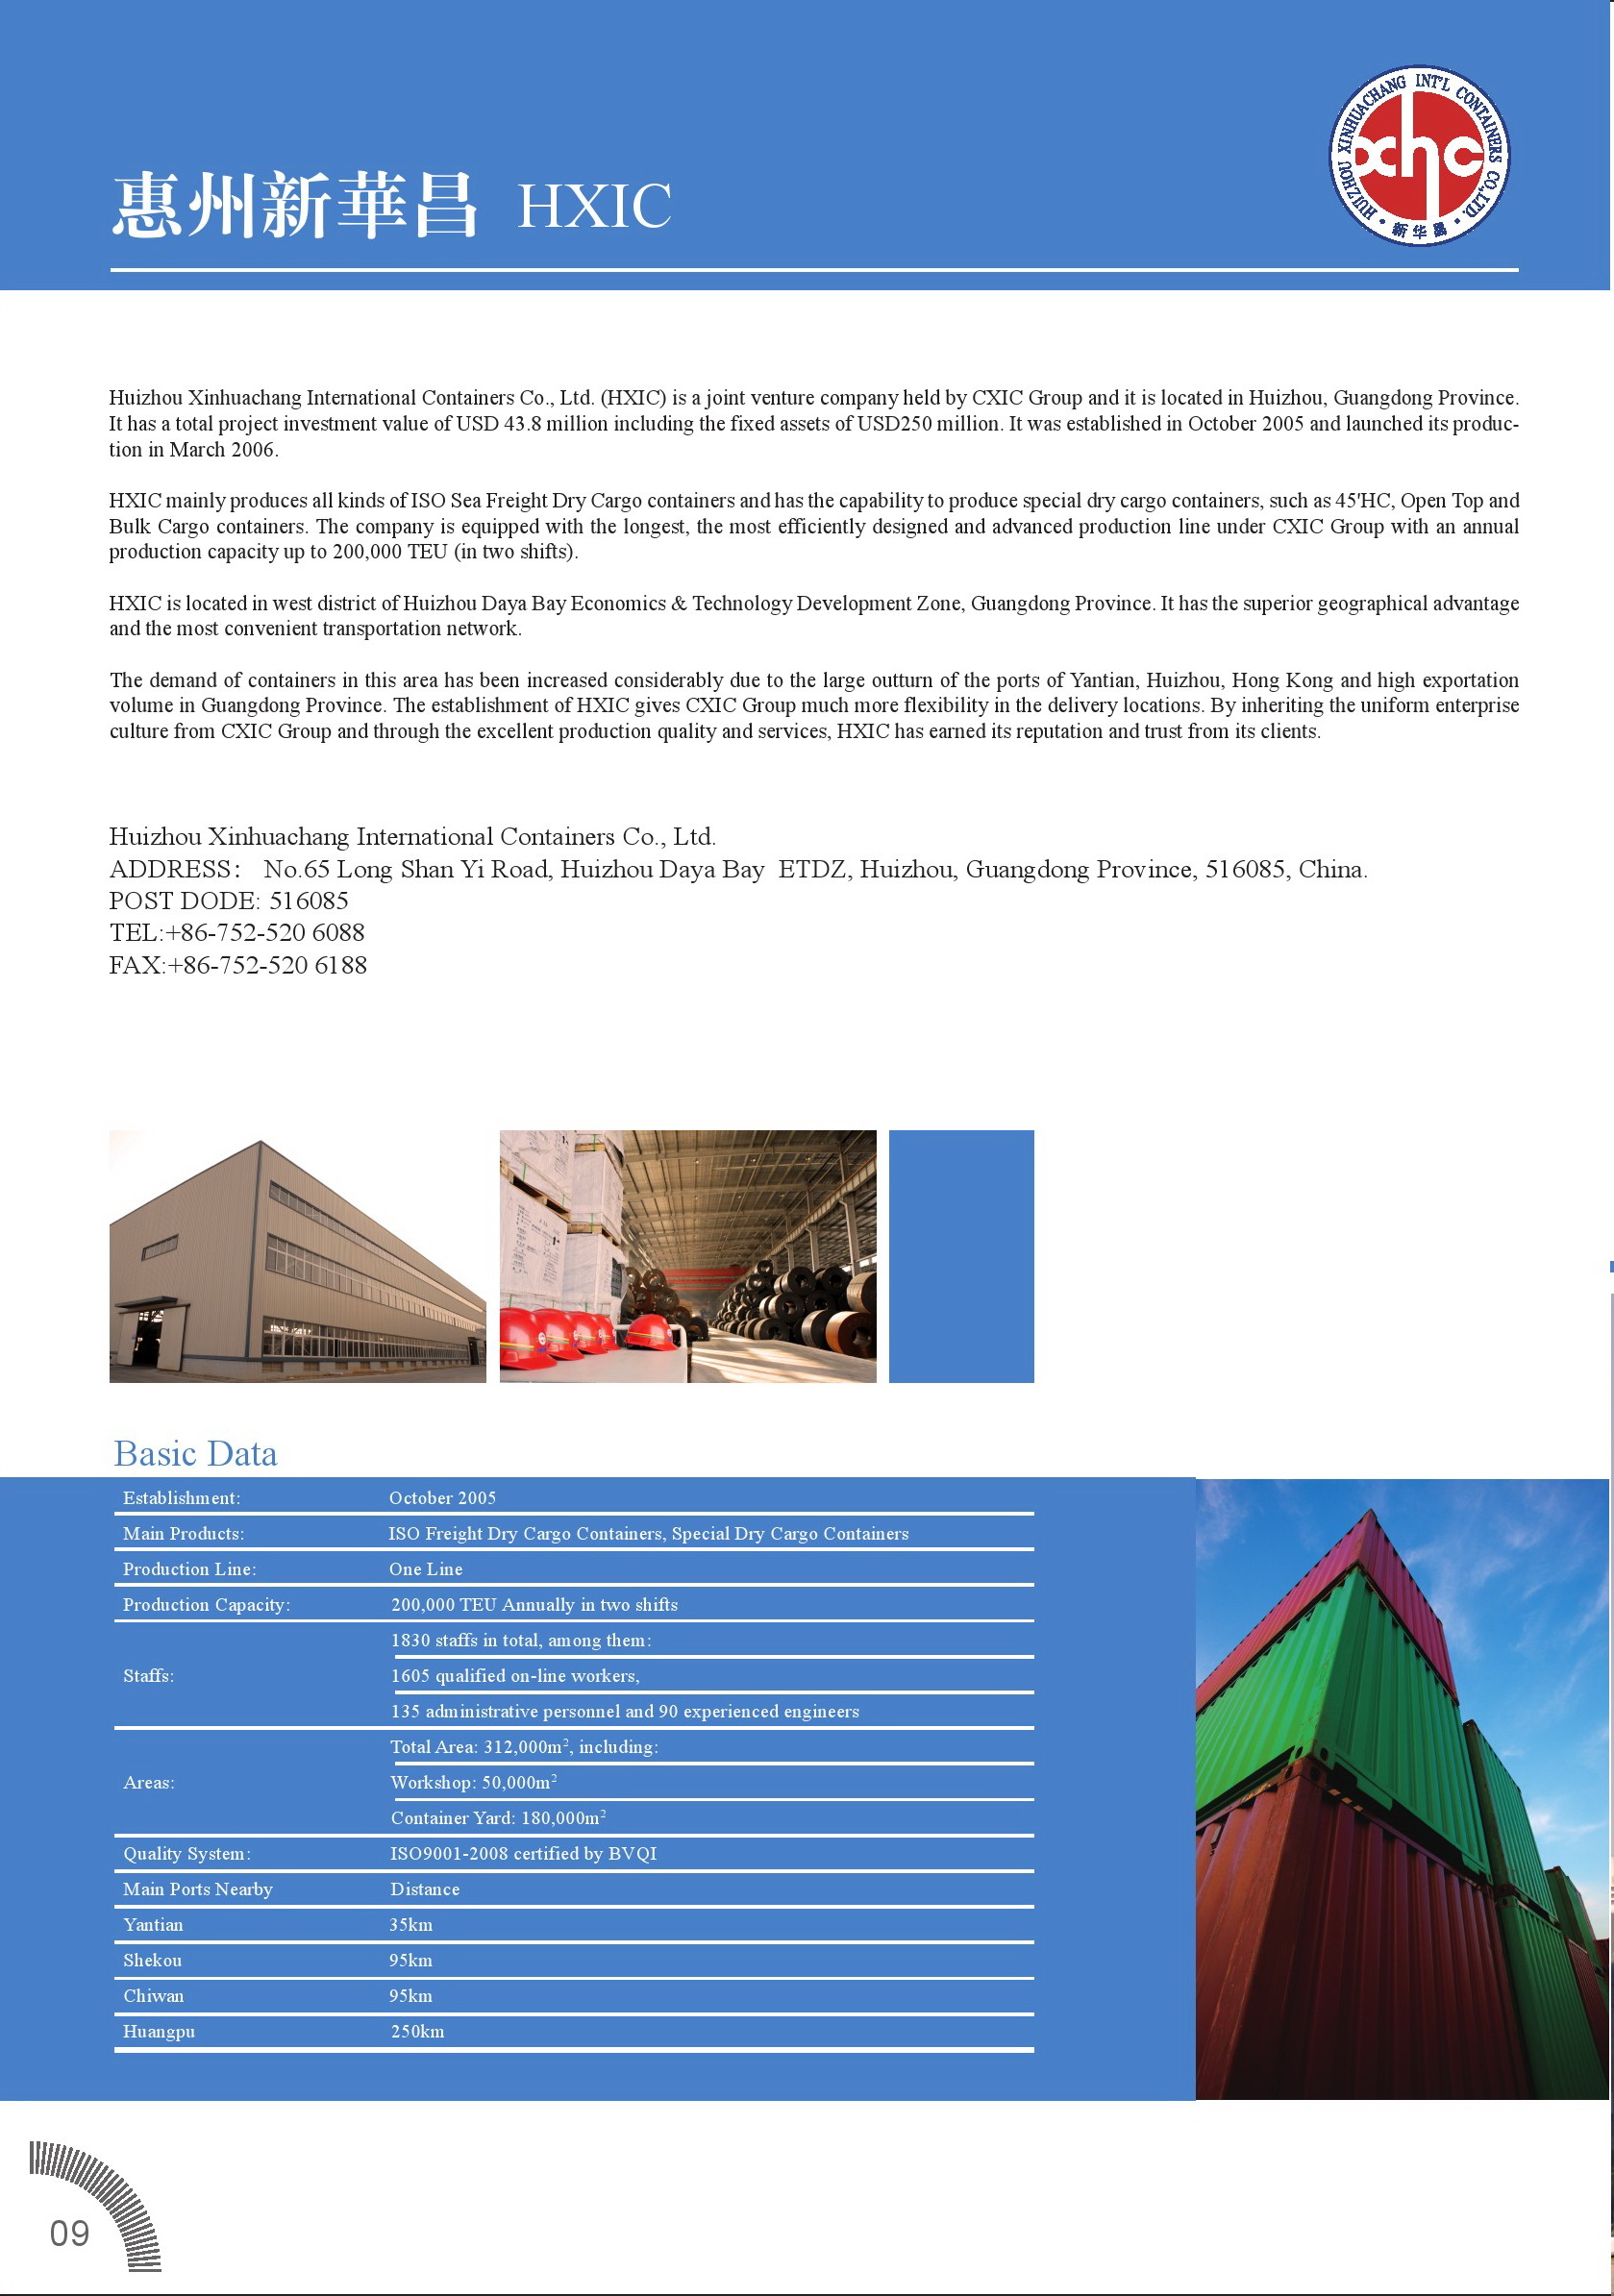 惠州新華昌 HXIC
HUIZHOU XINHUACHANG INT'L CONTAINERS CO.,LTD.
xhc
· 新华昌 ·
Huizhou Xinhuachang International Containers Co., Ltd. (HXIC) is a joint venture company held by CXIC Group and it is located in Huizhou, Guangdong Province.
It has a total project investment value of USD 43.8 million including the fixed assets of USD250 million. It was established in October 2005 and launched its produc-
tion in March 2006.
HXIC mainly produces all kinds of ISO Sea Freight Dry Cargo containers and has the capability to produce special dry cargo containers, such as 45'HC, Open Top and
Bulk Cargo containers. The company is equipped with the longest, the most efficiently designed and advanced production line under CXIC Group with an annual
production capacity up to 200,000 TEU (in two shifts).
HXIC is located in west district of Huizhou Daya Bay Economics & Technology Development Zone, Guangdong Province. It has the superior geographical advantage
and the most convenient transportation network.
The demand of containers in this area has been increased considerably due to the large outturn of the ports of Yantian, Huizhou, Hong Kong and high exportation
volume in Guangdong Province. The establishment of HXIC gives CXIC Group much more flexibility in the delivery locations. By inheriting the uniform enterprise
culture from CXIC Group and through the excellent production quality and services, HXIC has earned its reputation and trust from its clients.
Huizhou Xinhuachang International Containers Co., Ltd.
ADDRESS： No.65 Long Shan Yi Road, Huizhou Daya Bay ETDZ, Huizhou, Guangdong Province, 516085, China.
POST DODE: 516085
TEL:+86-752-520 6088
FAX:+86-752-520 6188
Basic Data
Establishment: October 2005
Main Products: ISO Freight Dry Cargo Containers, Special Dry Cargo Containers
Production Line: One Line
Production Capacity: 200,000 TEU Annually in two shifts
1830 staffs in total, among them:
Staffs: 1605 qualified on-line workers,
135 administrative personnel and 90 experienced engineers
Total Area: 312,000m², including:
Areas: Workshop: 50,000m²
Container Yard: 180,000m²
Quality System: ISO9001-2008 certified by BVQI
Main Ports Nearby Distance
Yantian 35km
Shekou 95km
Chiwan 95km
Huangpu 250km
09